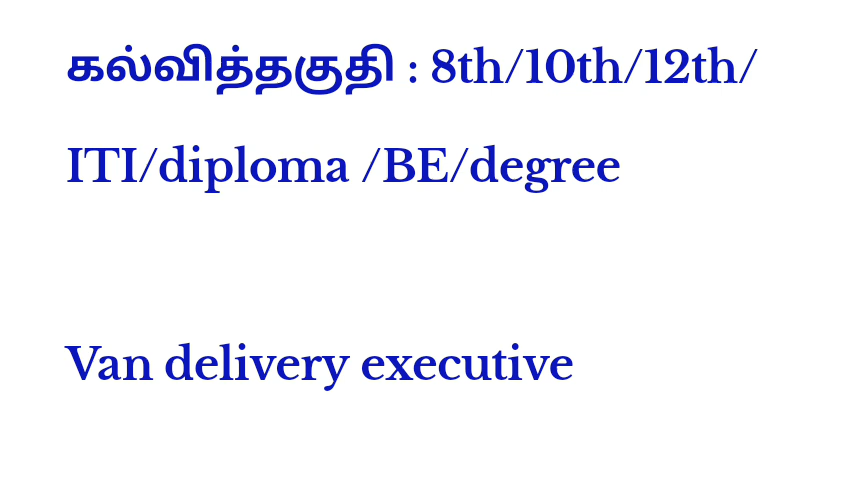 கல்வித்தகுதி : 8th/10th/12th/
ITI/diploma /BE/degree
Van delivery executive